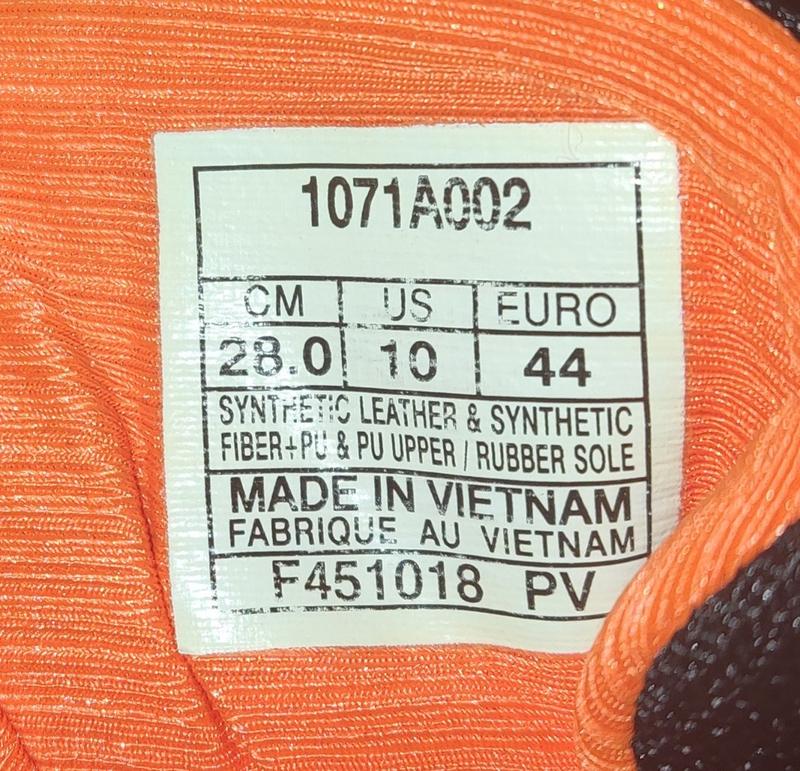 1071A002
CM US EURO
28.0 10 44
SYNTHETIC LEATHER & SYNTHETIC
FIBER+PU & PU UPPER / RUBBER SOLE
MADE IN VIETNAM
FABRIQUE AU VIETNAM
F451018 PV